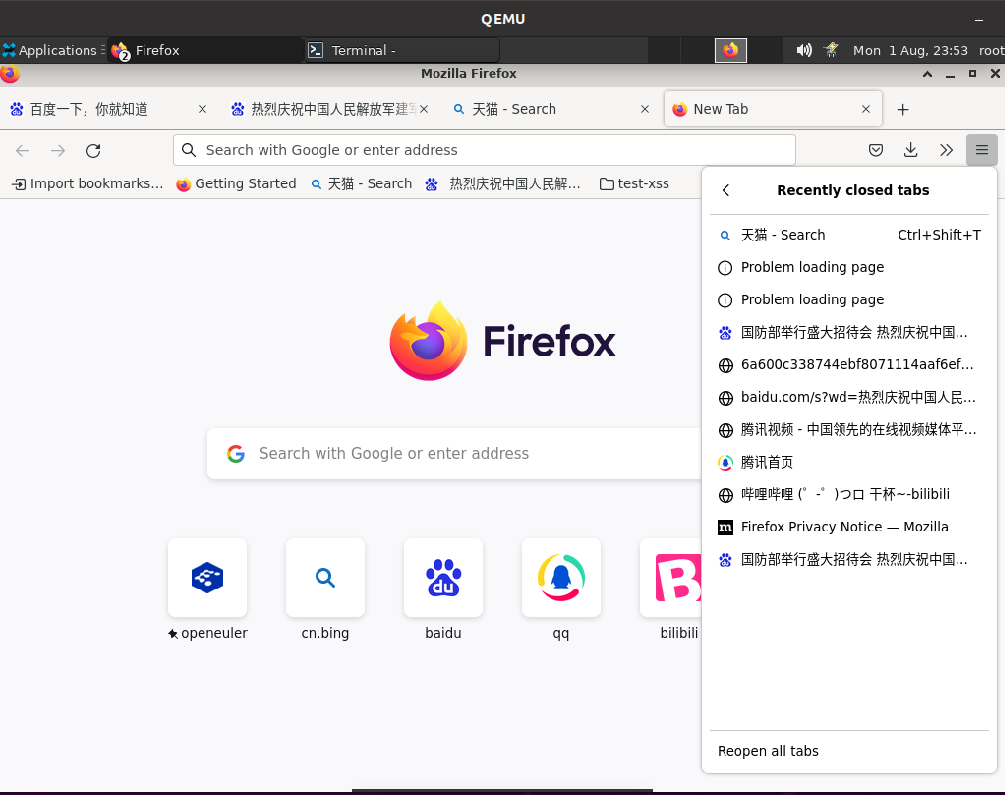 QEMU
Applications
2
Firefox
Terminal -
Mon 1 Aug, 23:53
root
Mozilla Firefox
百度一下，你就知道
热烈庆祝中国人民解放军建军
天猫 - Search
New Tab
Search with Google or enter address
Import bookmarks...
Getting Started
天猫 - Search
热烈庆祝中国人民解...
test-xss
Recently closed tabs
天猫 - Search
Ctrl+Shift+T
Problem loading page
Problem loading page
国防部举行盛大招待会 热烈庆祝中国...
6a600c338744ebf8071114aaf6ef...
baidu.com/s?wd=热烈庆祝中国人民...
腾讯视频 - 中国领先的在线视频媒体平...
腾讯首页
哔哩哔哩 (゜-゜)つロ 干杯~-bilibili
m
Firefox Privacy Notice — Mozilla
国防部举行盛大招待会 热烈庆祝中国...
Reopen all tabs
Firefox
Search with Google or enter address
du
B
openeuler
cn.bing
baidu
qq
bilibili